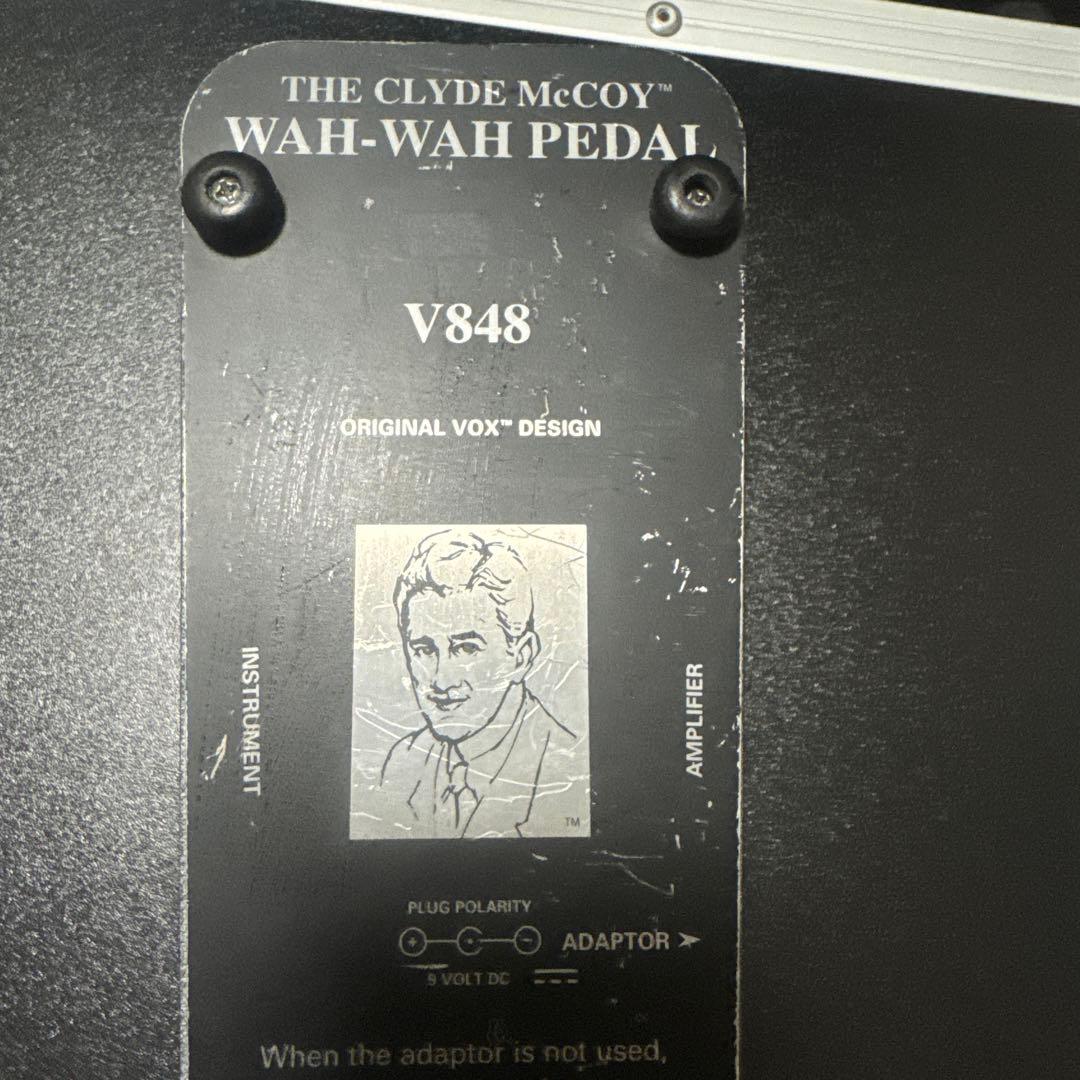 THE CLYDE McCOY™
WAH-WAH PEDAL
V848
ORIGINAL VOX™ DESIGN
INSTRUMENT
AMPLIFIER
TM
PLUG POLARITY
+ • -
ADAPTOR ➤
9 VOLT DC
When the adaptor is not used,